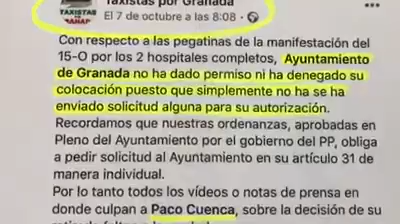 TAXISTAS
Taxistas por Granada
El 7 de octubre a las 8:08 ·
Con respecto a las pegatinas de la manifestación del
15-O por los 2 hospitales completos, Ayuntamiento
de Granada no ha dado permiso ni ha denegado su
colocación puesto que simplemente no ha se ha
enviado solicitud alguna para su autorización.
Recordamos que nuestras ordenanzas, aprobadas en
Pleno del Ayuntamiento por el gobierno del PP, obliga
a pedir solicitud al Ayuntamiento en su artículo 31 de
manera individual.
Por lo tanto todos los vídeos o notas de prensa en
donde culpan a Paco Cuenca, sobre la decisión de su